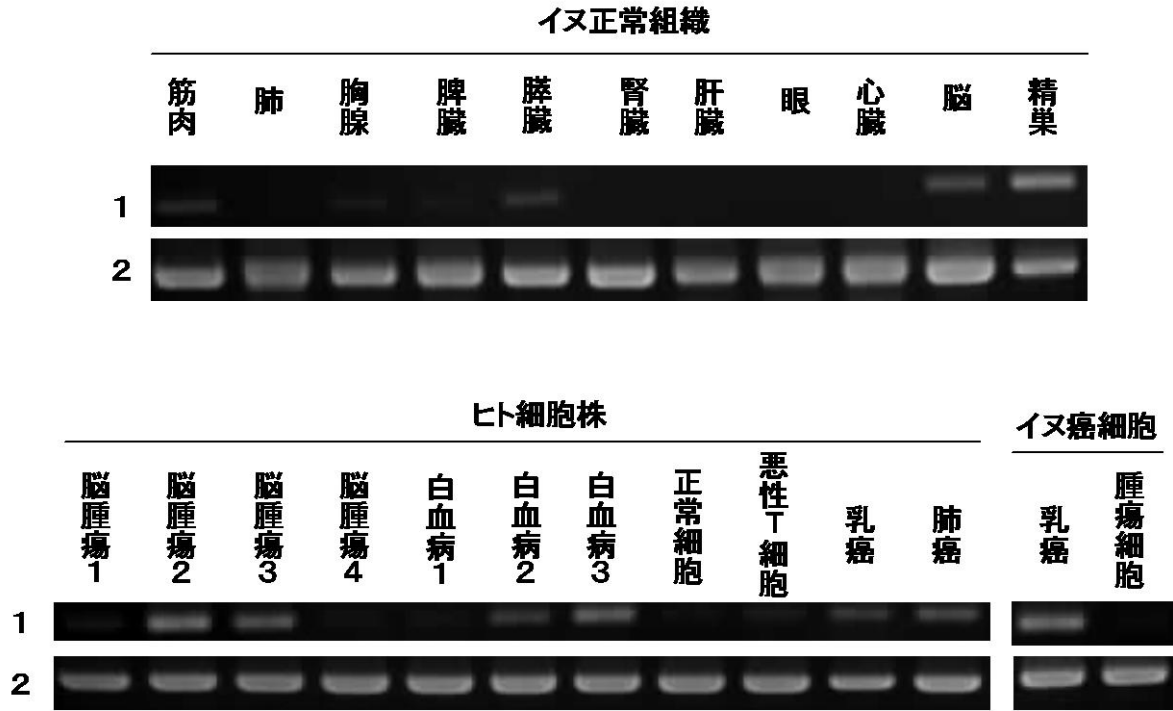 イヌ正常組織
筋肉 肺 胸腺 脾臓 膵臓 腎臓 肝臓 眼 心臓 脳 精巣
1
2
ヒト細胞株
イヌ癌細胞
脳腫瘍1 脳腫瘍2 脳腫瘍3 脳腫瘍4 白血病1 白血病2 白血病3 正常細胞 悪性T細胞 乳癌 肺癌 乳癌 腫瘍細胞
1
2